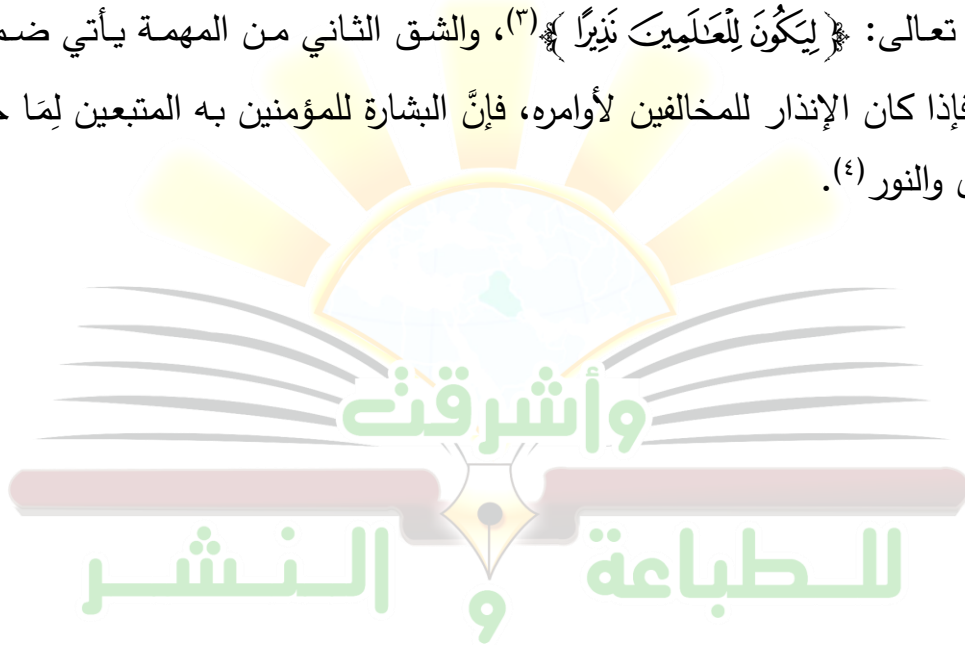 تعالى: ﴿ لِيَكُونَ لِلْعَالَمِينَ نَذِيرًا ﴾(٣)، والشق الثاني من المهمة يأتي
فإذا كان الإنذار للمخالفين لأوامره، فإنَّ البشارة للمؤمنين به المتبعين لِمَا
والنور (٤).
وأشرقت
للطباعة و النشر